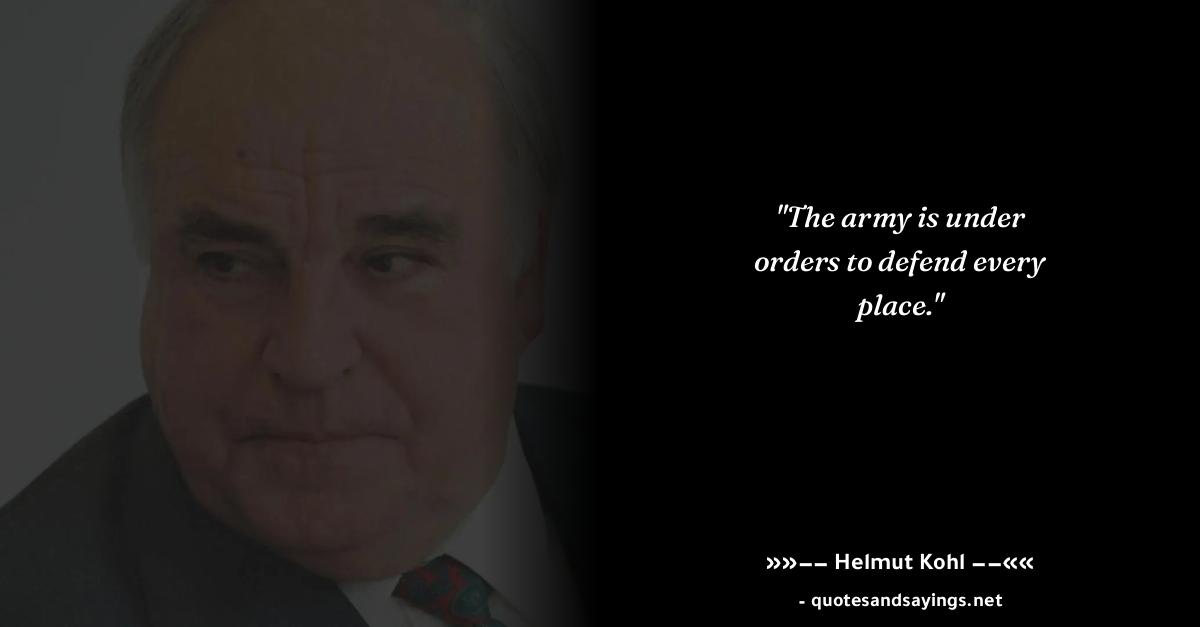 "The army is under
orders to defend every
place."
»»–– Helmut Kohl ––««
- quotesandsayings.net